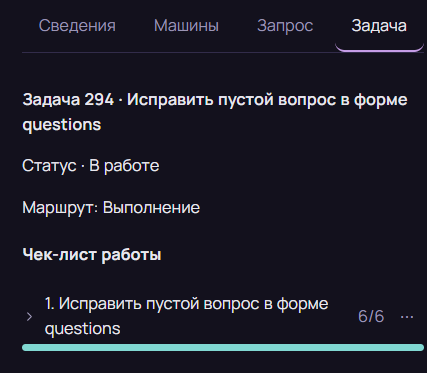 Сведения Машины Запрос Задача
Задача 294 · Исправить пустой вопрос в форме
questions
Статус · В работе
Маршрут: Выполнение
Чек-лист работы
1. Исправить пустой вопрос в форме
questions
6/6 ···